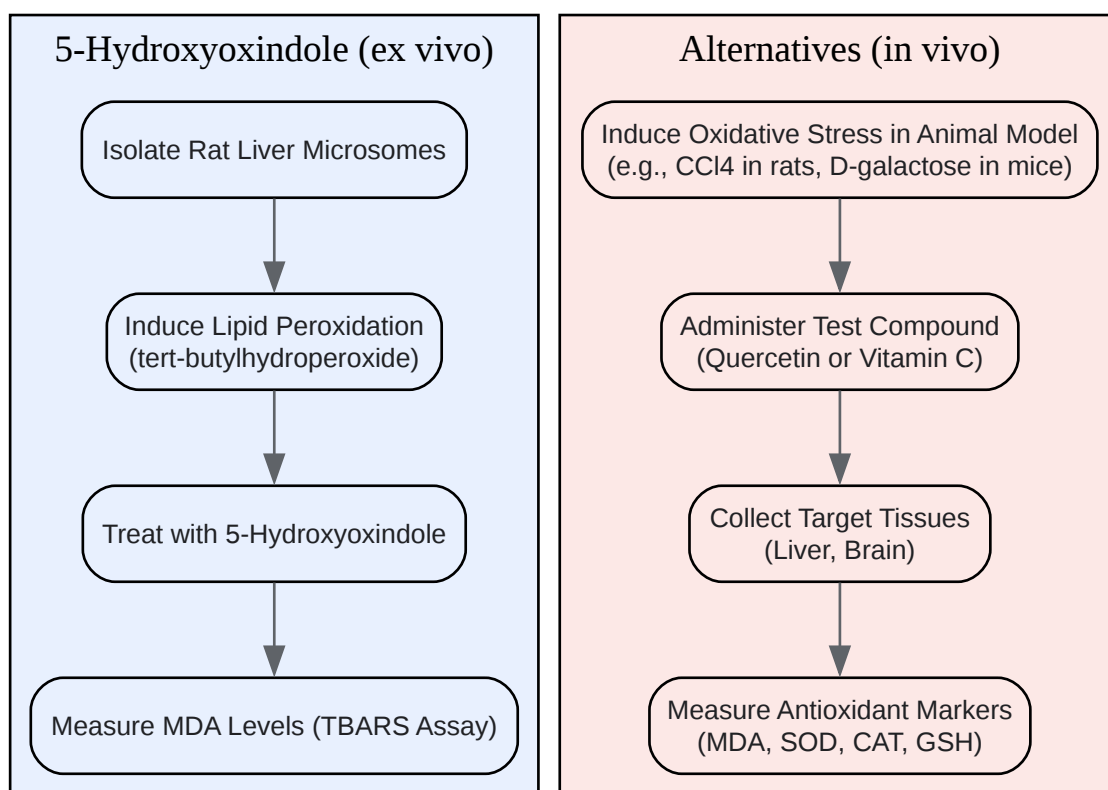 5-Hydroxyoxindole (ex vivo)
Isolate Rat Liver Microsomes
Induce Lipid Peroxidation
(tert-butylhydroperoxide)
Treat with 5-Hydroxyoxindole
Measure MDA Levels (TBARS Assay)
Alternatives (in vivo)
Induce Oxidative Stress in Animal Model
(e.g., CCl4 in rats, D-galactose in mice)
Administer Test Compound
(Quercetin or Vitamin C)
Collect Target Tissues
(Liver, Brain)
Measure Antioxidant Markers
(MDA, SOD, CAT, GSH)